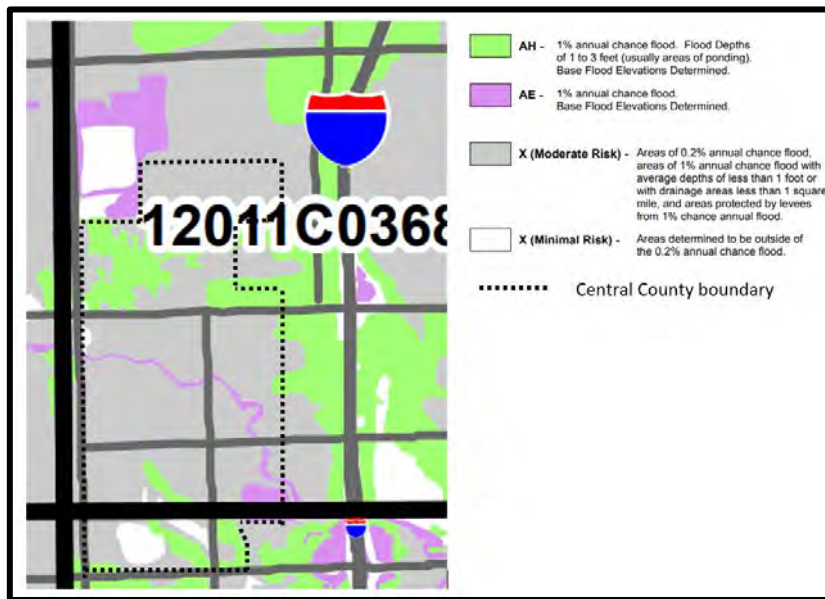 12011C0368
AH - 1% annual chance flood. Flood Depths
of 1 to 3 feet (usually areas of ponding).
Base Flood Elevations Determined.
AE - 1% annual chance flood.
Base Flood Elevations Determined.
X (Moderate Risk) - Areas of 0.2% annual chance flood,
areas of 1% annual chance flood with
average depths of less than 1 foot or
with drainage areas less than 1 square
mile, and areas protected by levees
from 1% chance annual flood.
X (Minimal Risk) - Areas determined to be outside of
the 0.2% annual chance flood.
Central County boundary